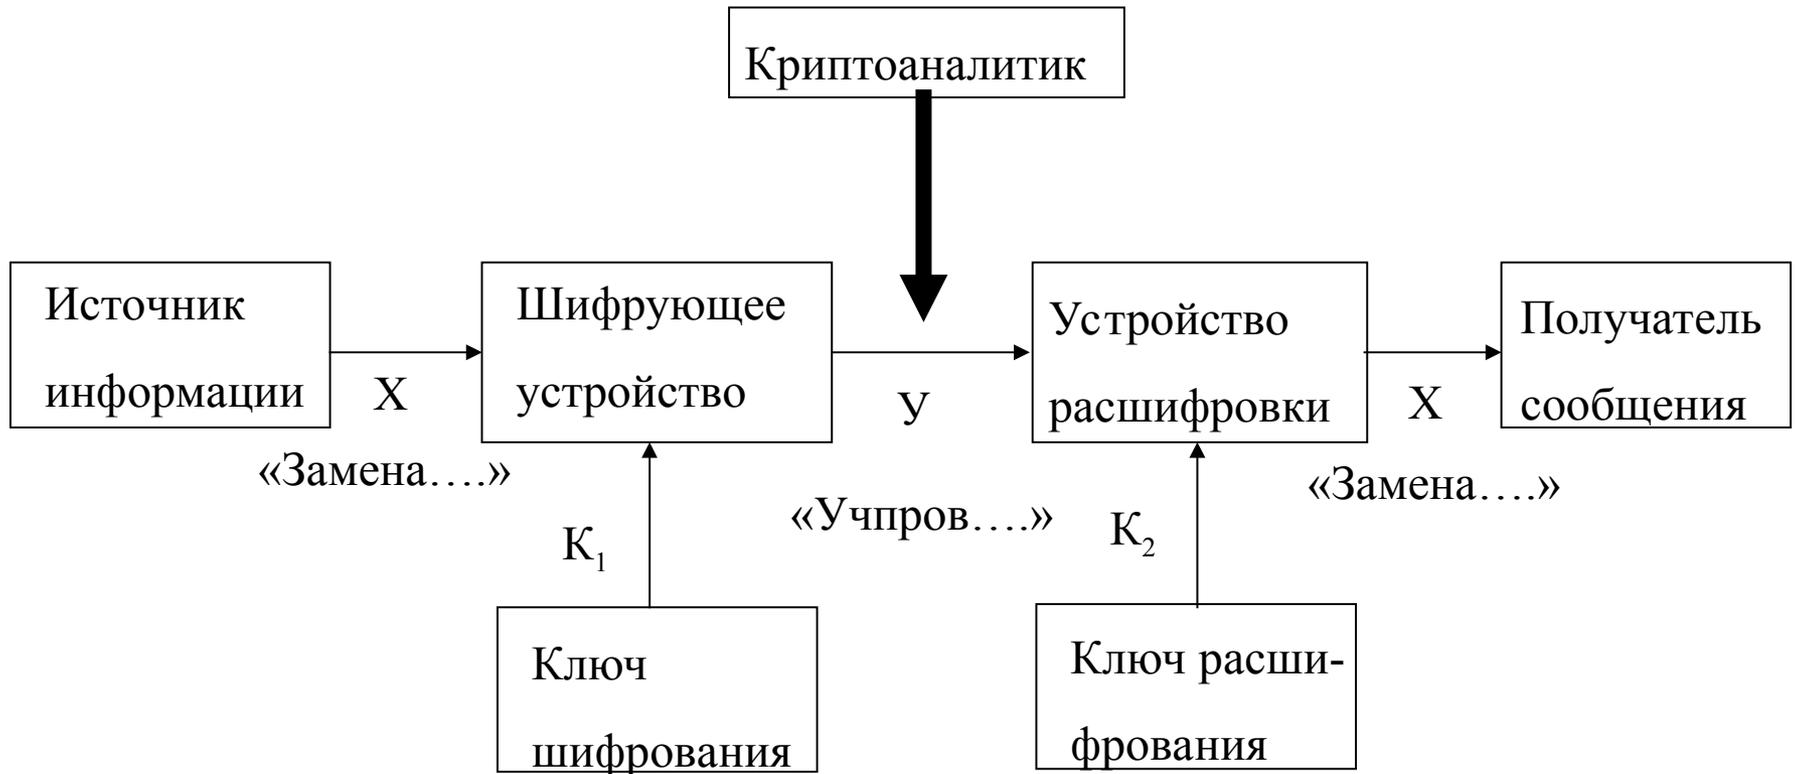 Криптоаналитик
Источник
информации
Х
Шифрующее
устройство
У
Устройство
расшифровки
Х
Получатель
сообщения
«Замена….»
«Учпров….»
«Замена….»
К₁
К₂
Ключ
шифрования
Ключ расши-
фрования